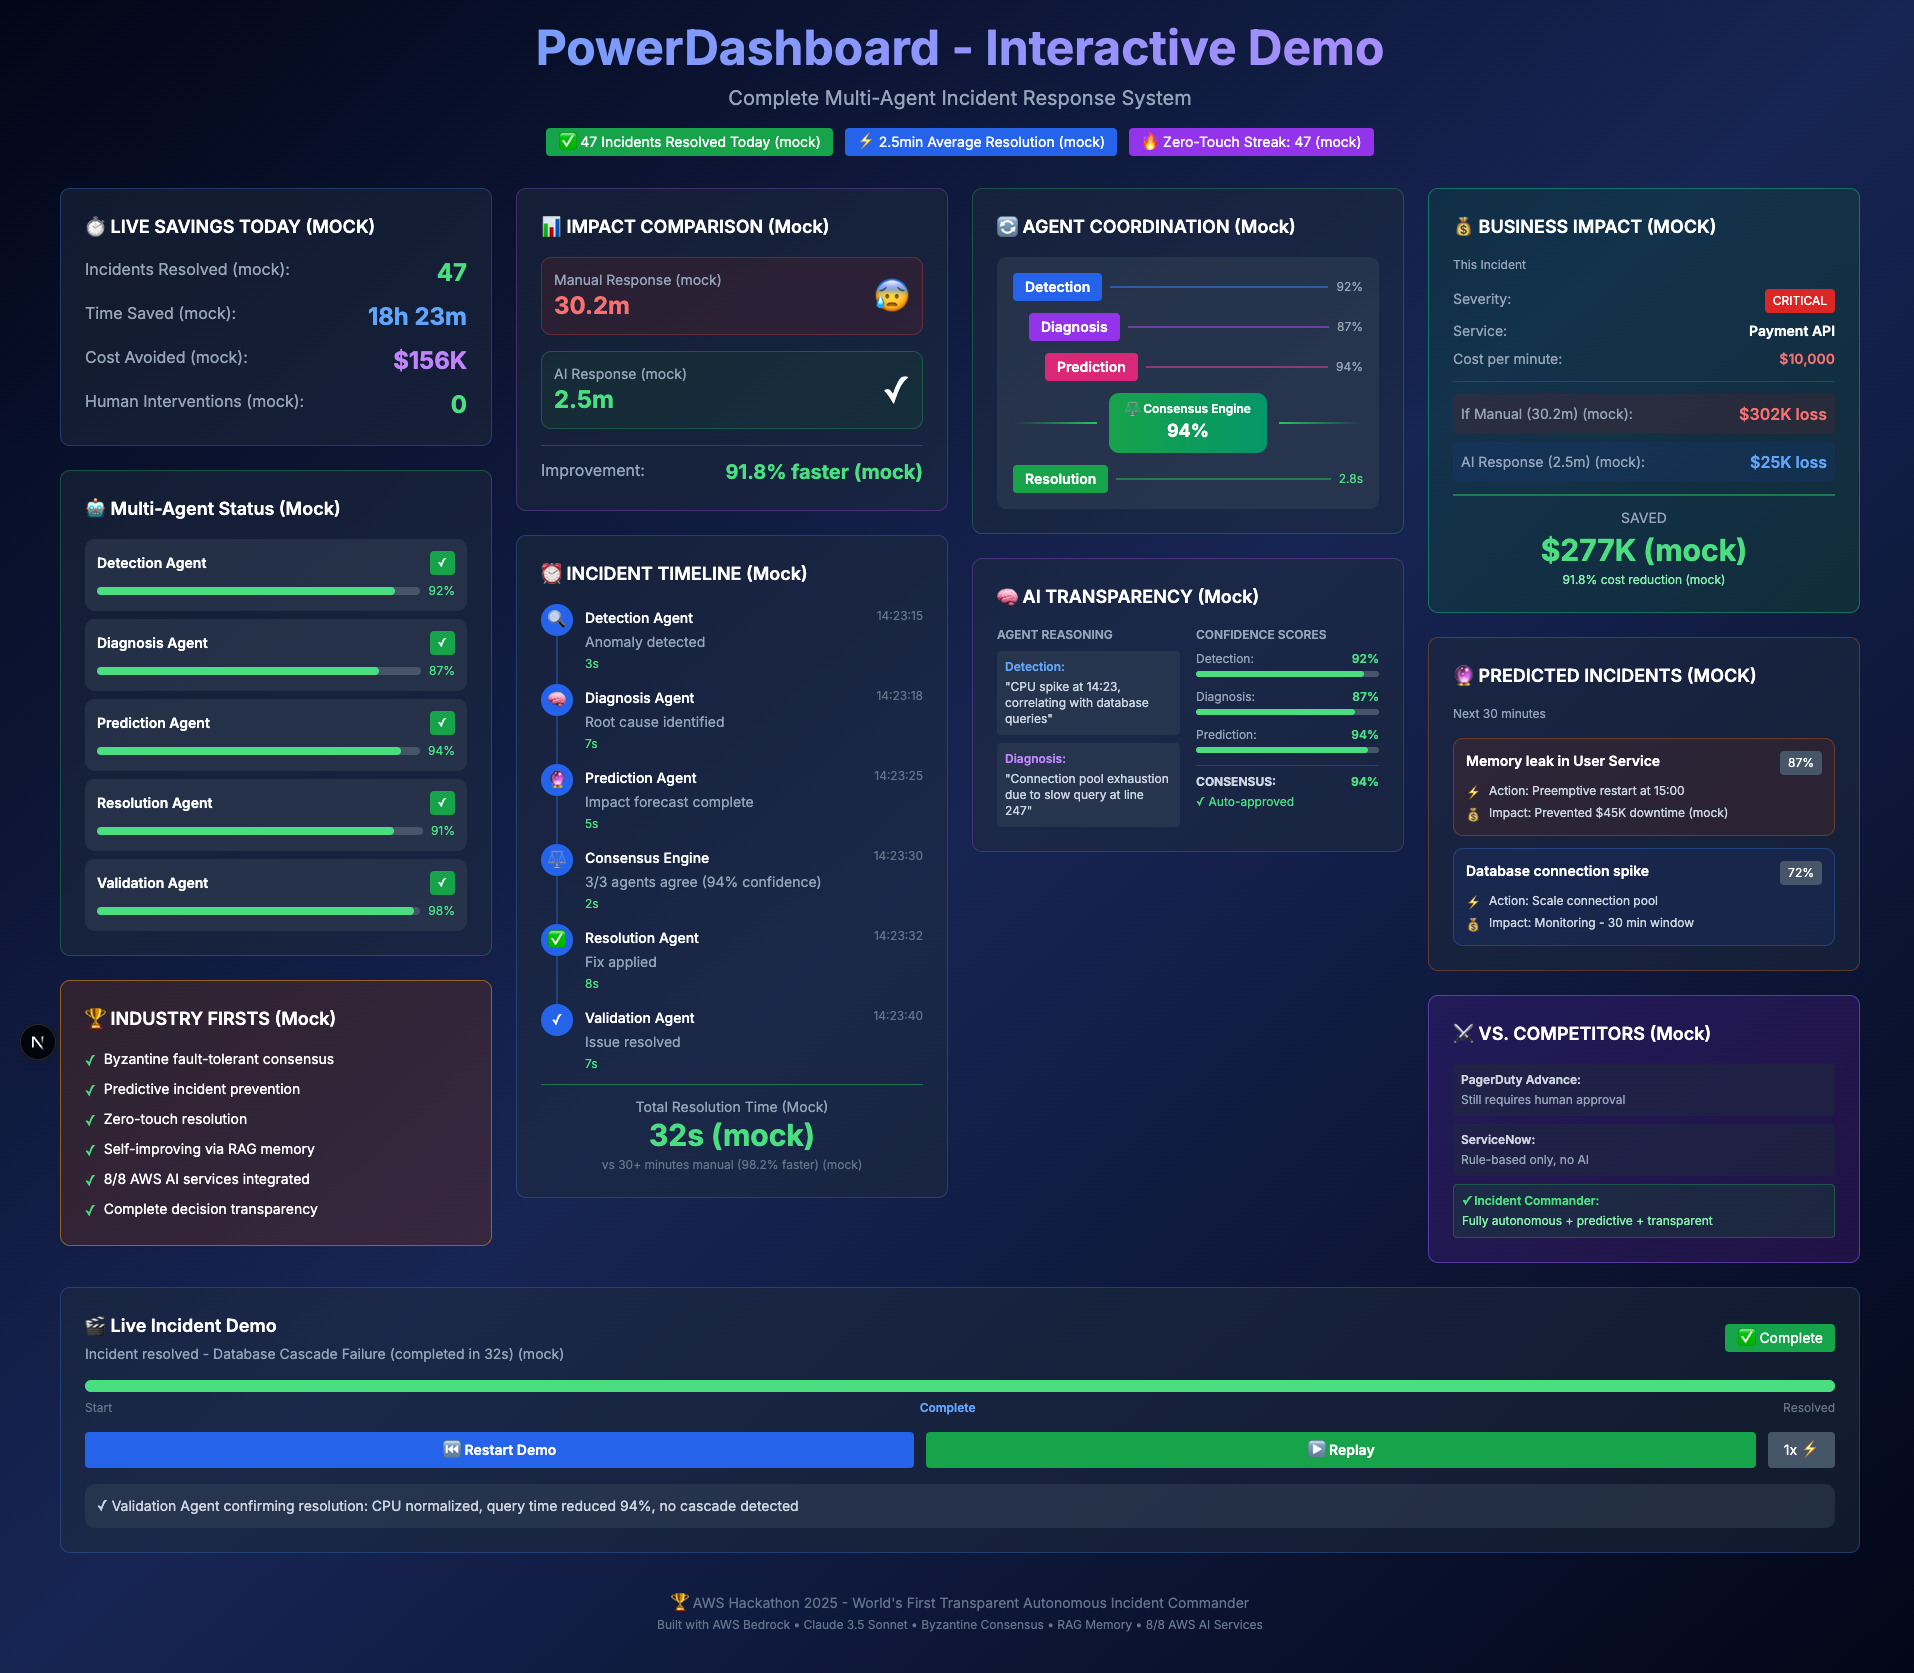 PowerDashboard - Interactive Demo
Complete Multi-Agent Incident Response System
✅ 47 Incidents Resolved Today (mock)
⚡ 2.5min Average Resolution (mock)
🔥 Zero-Touch Streak: 47 (mock)
⏱️ LIVE SAVINGS TODAY (MOCK)
Incidents Resolved (mock): 47
Time Saved (mock): 18h 23m
Cost Avoided (mock): $156K
Human Interventions (mock): 0
🤖 Multi-Agent Status (Mock)
Detection Agent ✓
92%
Diagnosis Agent ✓
87%
Prediction Agent ✓
94%
Resolution Agent ✓
91%
Validation Agent ✓
98%
🏆 INDUSTRY FIRSTS (Mock)
✓ Byzantine fault-tolerant consensus
✓ Predictive incident prevention
✓ Zero-touch resolution
✓ Self-improving via RAG memory
✓ 8/8 AWS AI services integrated
✓ Complete decision transparency
N
📊 IMPACT COMPARISON (Mock)
Manual Response (mock)
30.2m
AI Response (mock)
2.5m
Improvement: 91.8% faster (mock)
⏰ INCIDENT TIMELINE (Mock)
Detection Agent 14:23:15
Anomaly detected
3s
Diagnosis Agent 14:23:18
Root cause identified
7s
Prediction Agent 14:23:25
Impact forecast complete
5s
Consensus Engine 14:23:30
3/3 agents agree (94% confidence)
2s
Resolution Agent 14:23:32
Fix applied
8s
Validation Agent 14:23:40
Issue resolved
7s
Total Resolution Time (Mock)
32s (mock)
vs 30+ minutes manual (98.2% faster) (mock)
🔄 AGENT COORDINATION (Mock)
Detection 92%
Diagnosis 87%
Prediction 94%
⚖️ Consensus Engine
94%
Resolution 2.8s
🧠 AI TRANSPARENCY (Mock)
AGENT REASONING
Detection:
"CPU spike at 14:23,
correlating with database
queries"
Diagnosis:
"Connection pool exhaustion
due to slow query at line
247"
CONFIDENCE SCORES
Detection: 92%
Diagnosis: 87%
Prediction: 94%
CONSENSUS: 94%
✓ Auto-approved
💰 BUSINESS IMPACT (MOCK)
This Incident
Severity: CRITICAL
Service: Payment API
Cost per minute: $10,000
If Manual (30.2m) (mock): $302K loss
AI Response (2.5m) (mock): $25K loss
SAVED
$277K (mock)
91.8% cost reduction (mock)
🔮 PREDICTED INCIDENTS (MOCK)
Next 30 minutes
Memory leak in User Service 87%
⚡ Action: Preemptive restart at 15:00
💰 Impact: Prevented $45K downtime (mock)
Database connection spike 72%
⚡ Action: Scale connection pool
💰 Impact: Monitoring - 30 min window
⚔️ VS. COMPETITORS (Mock)
PagerDuty Advance:
Still requires human approval
ServiceNow:
Rule-based only, no AI
✓ Incident Commander:
Fully autonomous + predictive + transparent
🎬 Live Incident Demo
Incident resolved - Database Cascade Failure (completed in 32s) (mock)
✅ Complete
Start Complete Resolved
⏮️ Restart Demo
▶️ Replay
1x ⚡
✓ Validation Agent confirming resolution: CPU normalized, query time reduced 94%, no cascade detected
🏆 AWS Hackathon 2025 - World's First Transparent Autonomous Incident Commander
Built with AWS Bedrock • Claude 3.5 Sonnet • Byzantine Consensus • RAG Memory • 8/8 AWS AI Services